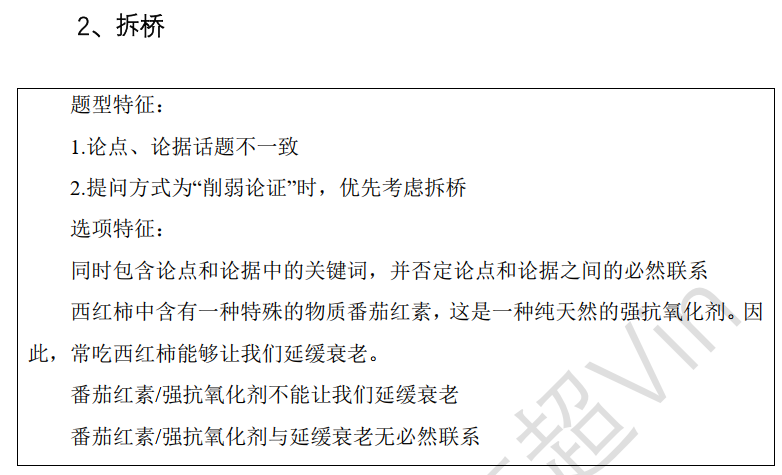 2、拆桥
题型特征：
1.论点、论据话题不一致
2.提问方式为“削弱论证”时，优先考虑拆桥
选项特征：
同时包含论点和论据中的关键词，并否定论点和论据之间的必然联系
西红柿中含有一种特殊的物质番茄红素，这是一种纯天然的强抗氧化剂。因
此，常吃西红柿能够让我们延缓衰老。
番茄红素/强抗氧化剂不能让我们延缓衰老
番茄红素/强抗氧化剂与延缓衰老无必然联系
超Vin